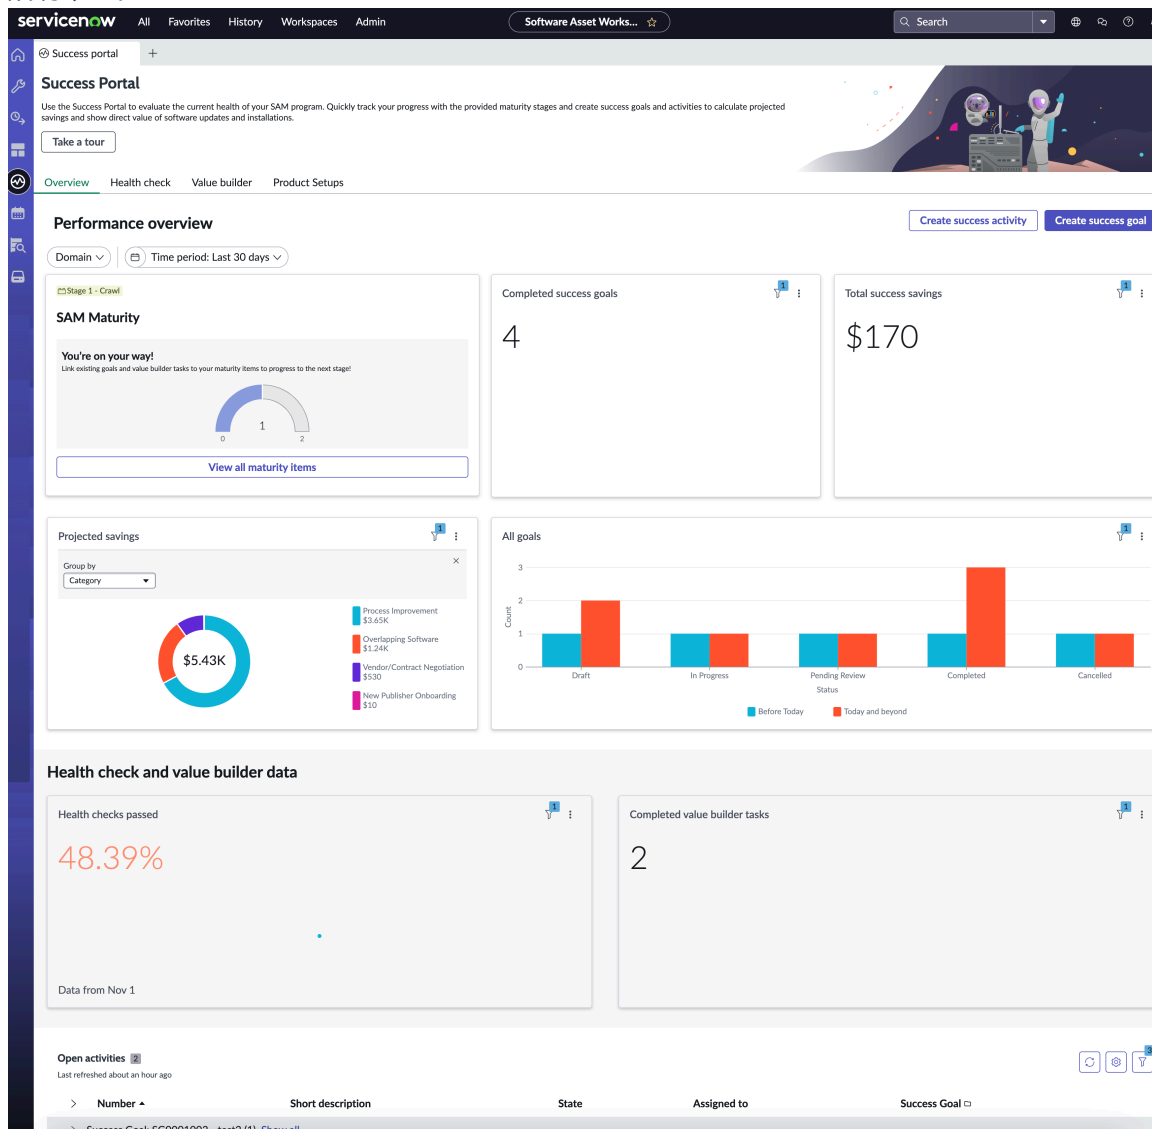 servicenow All Favorites History Workspaces Admin Software Asset Works... Search
Success portal
Success Portal
Use the Success Portal to evaluate the current health of your SAM program. Quickly track your progress with the provided maturity stages and create success goals and activities to calculate projected
savings and show direct value of software updates and installations.
Take a tour
Overview Health check Value builder Product Setups
Performance overview
Create success activity Create success goal
Domain Time period: Last 30 days
Stage 1 - Crawl
SAM Maturity
You're on your way!
Link existing goals and value builder tasks to your maturity items to progress to the next stage!
1
0 2
View all maturity items
Completed success goals 1
4
Total success savings 1
$170
Projected savings 1
Group by
Category
$5.43K
Process Improvement
$3.65K
Overlapping Software
$1.24K
Vendor/Contract Negotiation
$530
New Publisher Onboarding
$10
All goals 1
3
2
1
0
Count
Draft In Progress Pending Review Completed Cancelled
Status
Before Today Today and beyond
Health check and value builder data
Health checks passed 1
48.39%
Data from Nov 1
Completed value builder tasks 1
2
Open activities 2
3
Last refreshed about an hour ago
Number Short description State Assigned to Success Goal